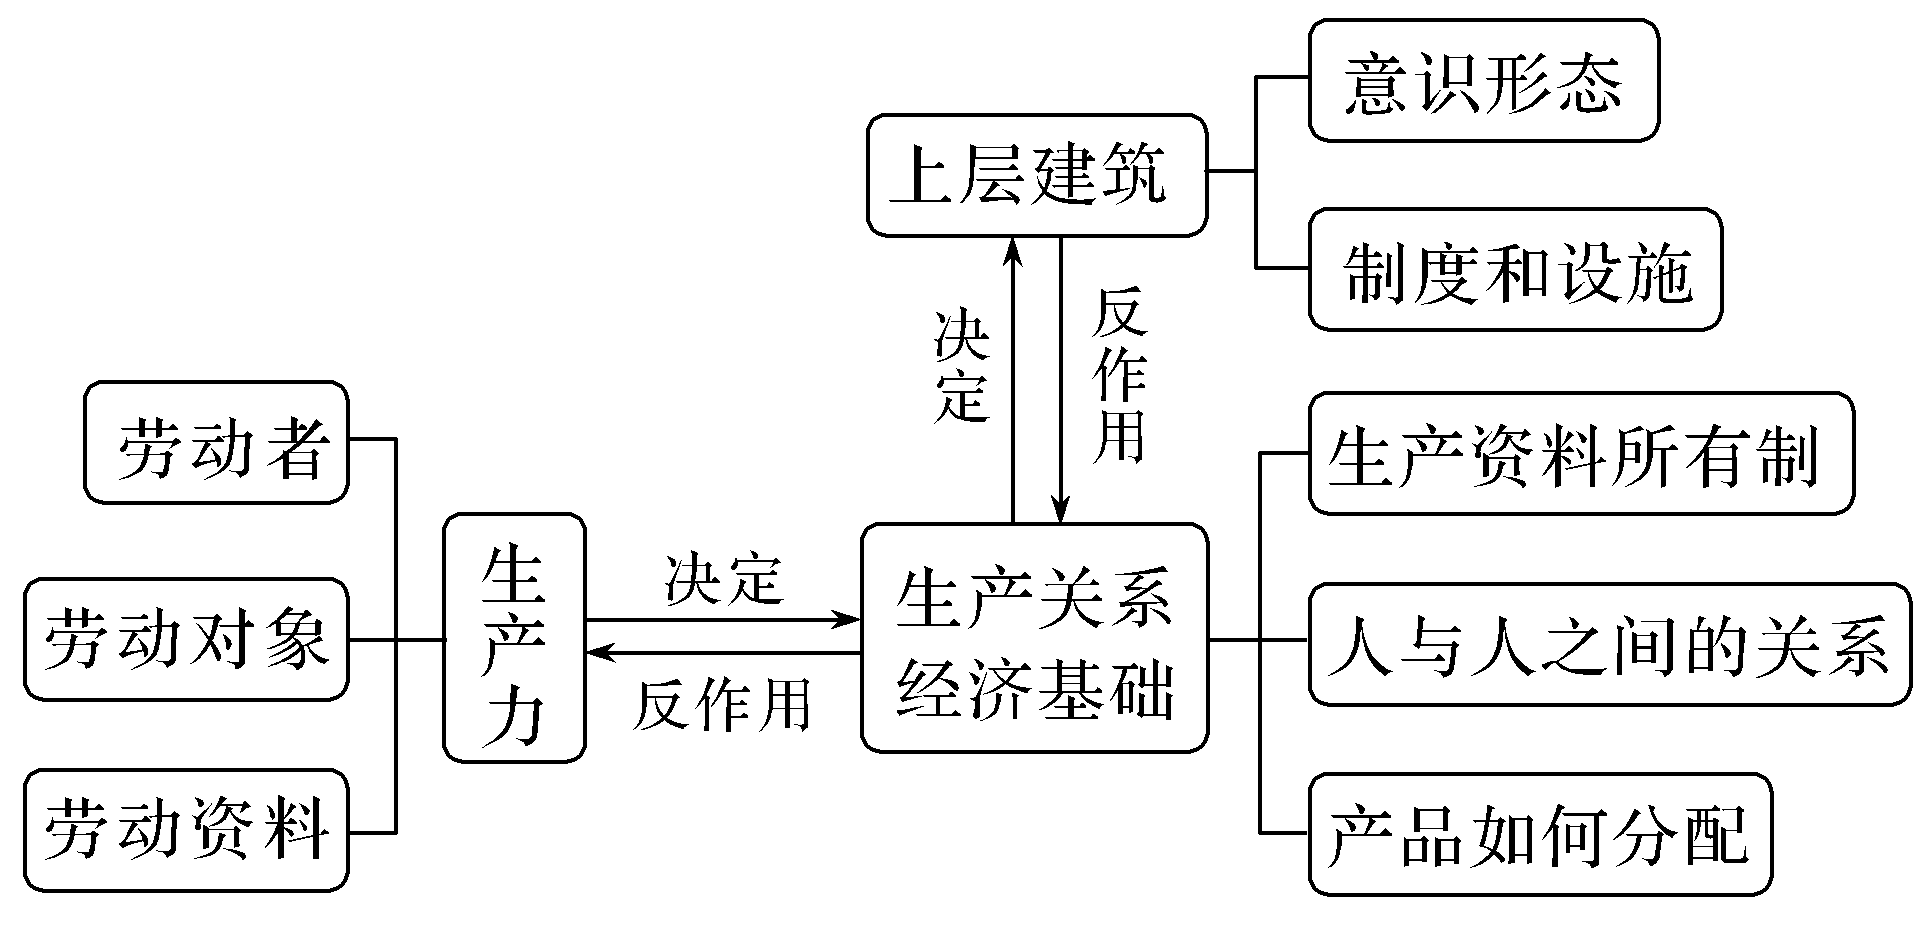 意识形态
上层建筑
制度和设施
决定
反作用
劳动者
生产资料所有制
生产力
决定
生产关系
经济基础
反作用
劳动对象
人与人之间的关系
劳动资料
产品如何分配